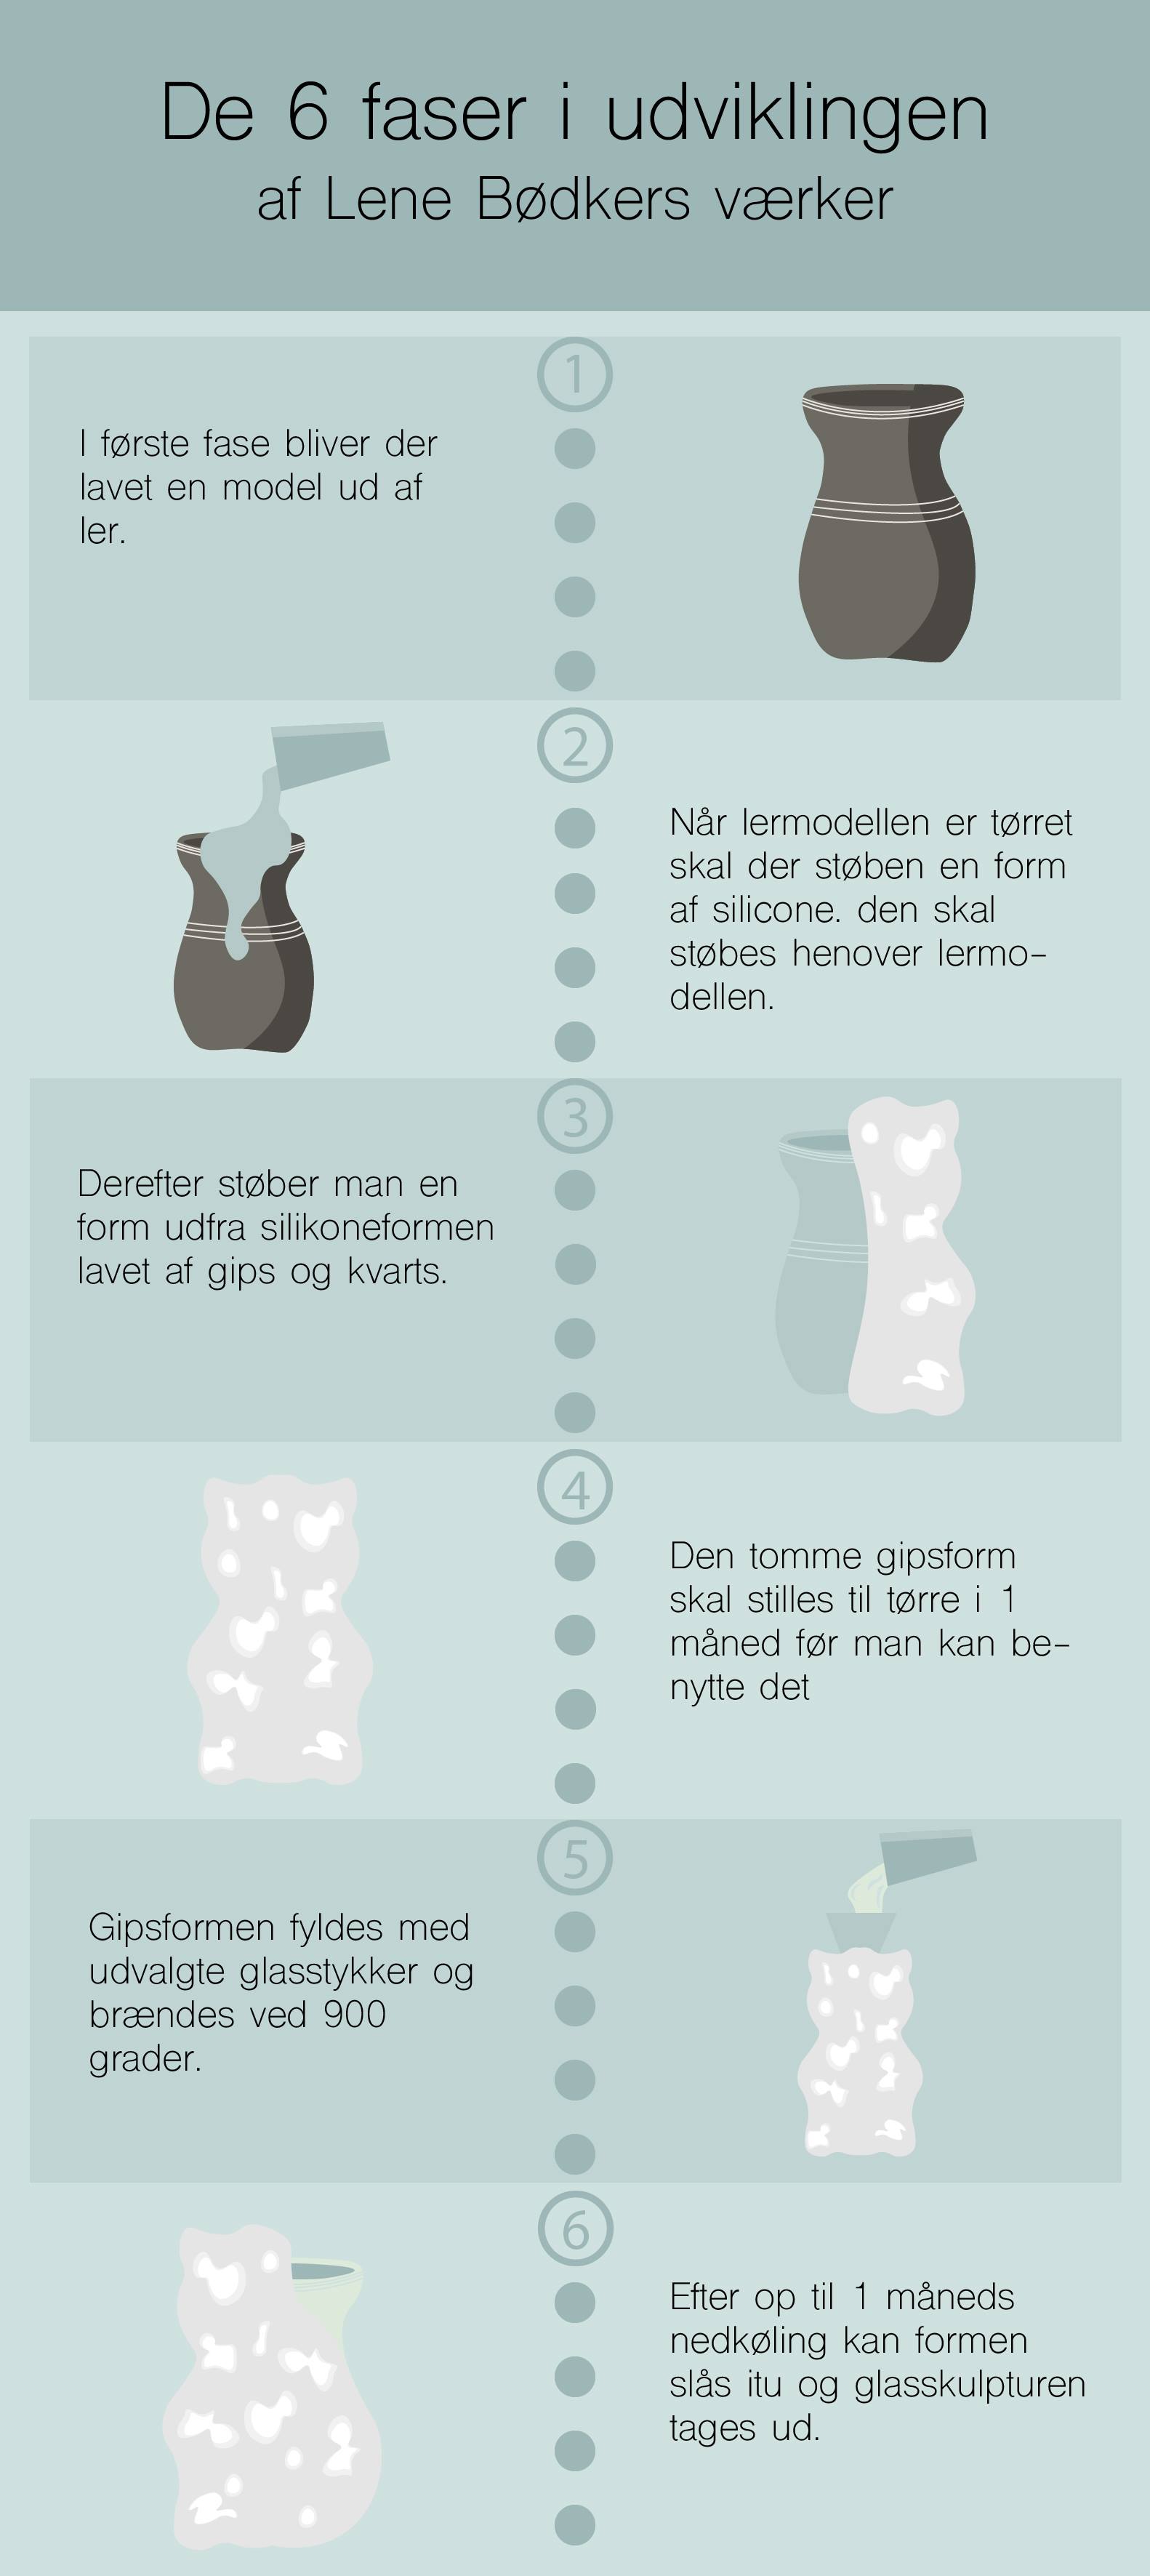 De 6 faser i udviklingen
af Lene Bødkers værker
1
I første fase bliver der
lavet en model ud af
ler.
2
Når lermodellen er tørret
skal der støben en form
af silicone. den skal
støbes henover lermo-
dellen.
3
Derefter støber man en
form udfra silikoneformen
lavet af gips og kvarts.
4
Den tomme gipsform
skal stilles til tørre i 1
måned før man kan be-
nytte det
5
Gipsformen fyldes med
udvalgte glasstykker og
brændes ved 900
grader.
6
Efter op til 1 måneds
nedkøling kan formen
slås itu og glasskulpturen
tages ud.